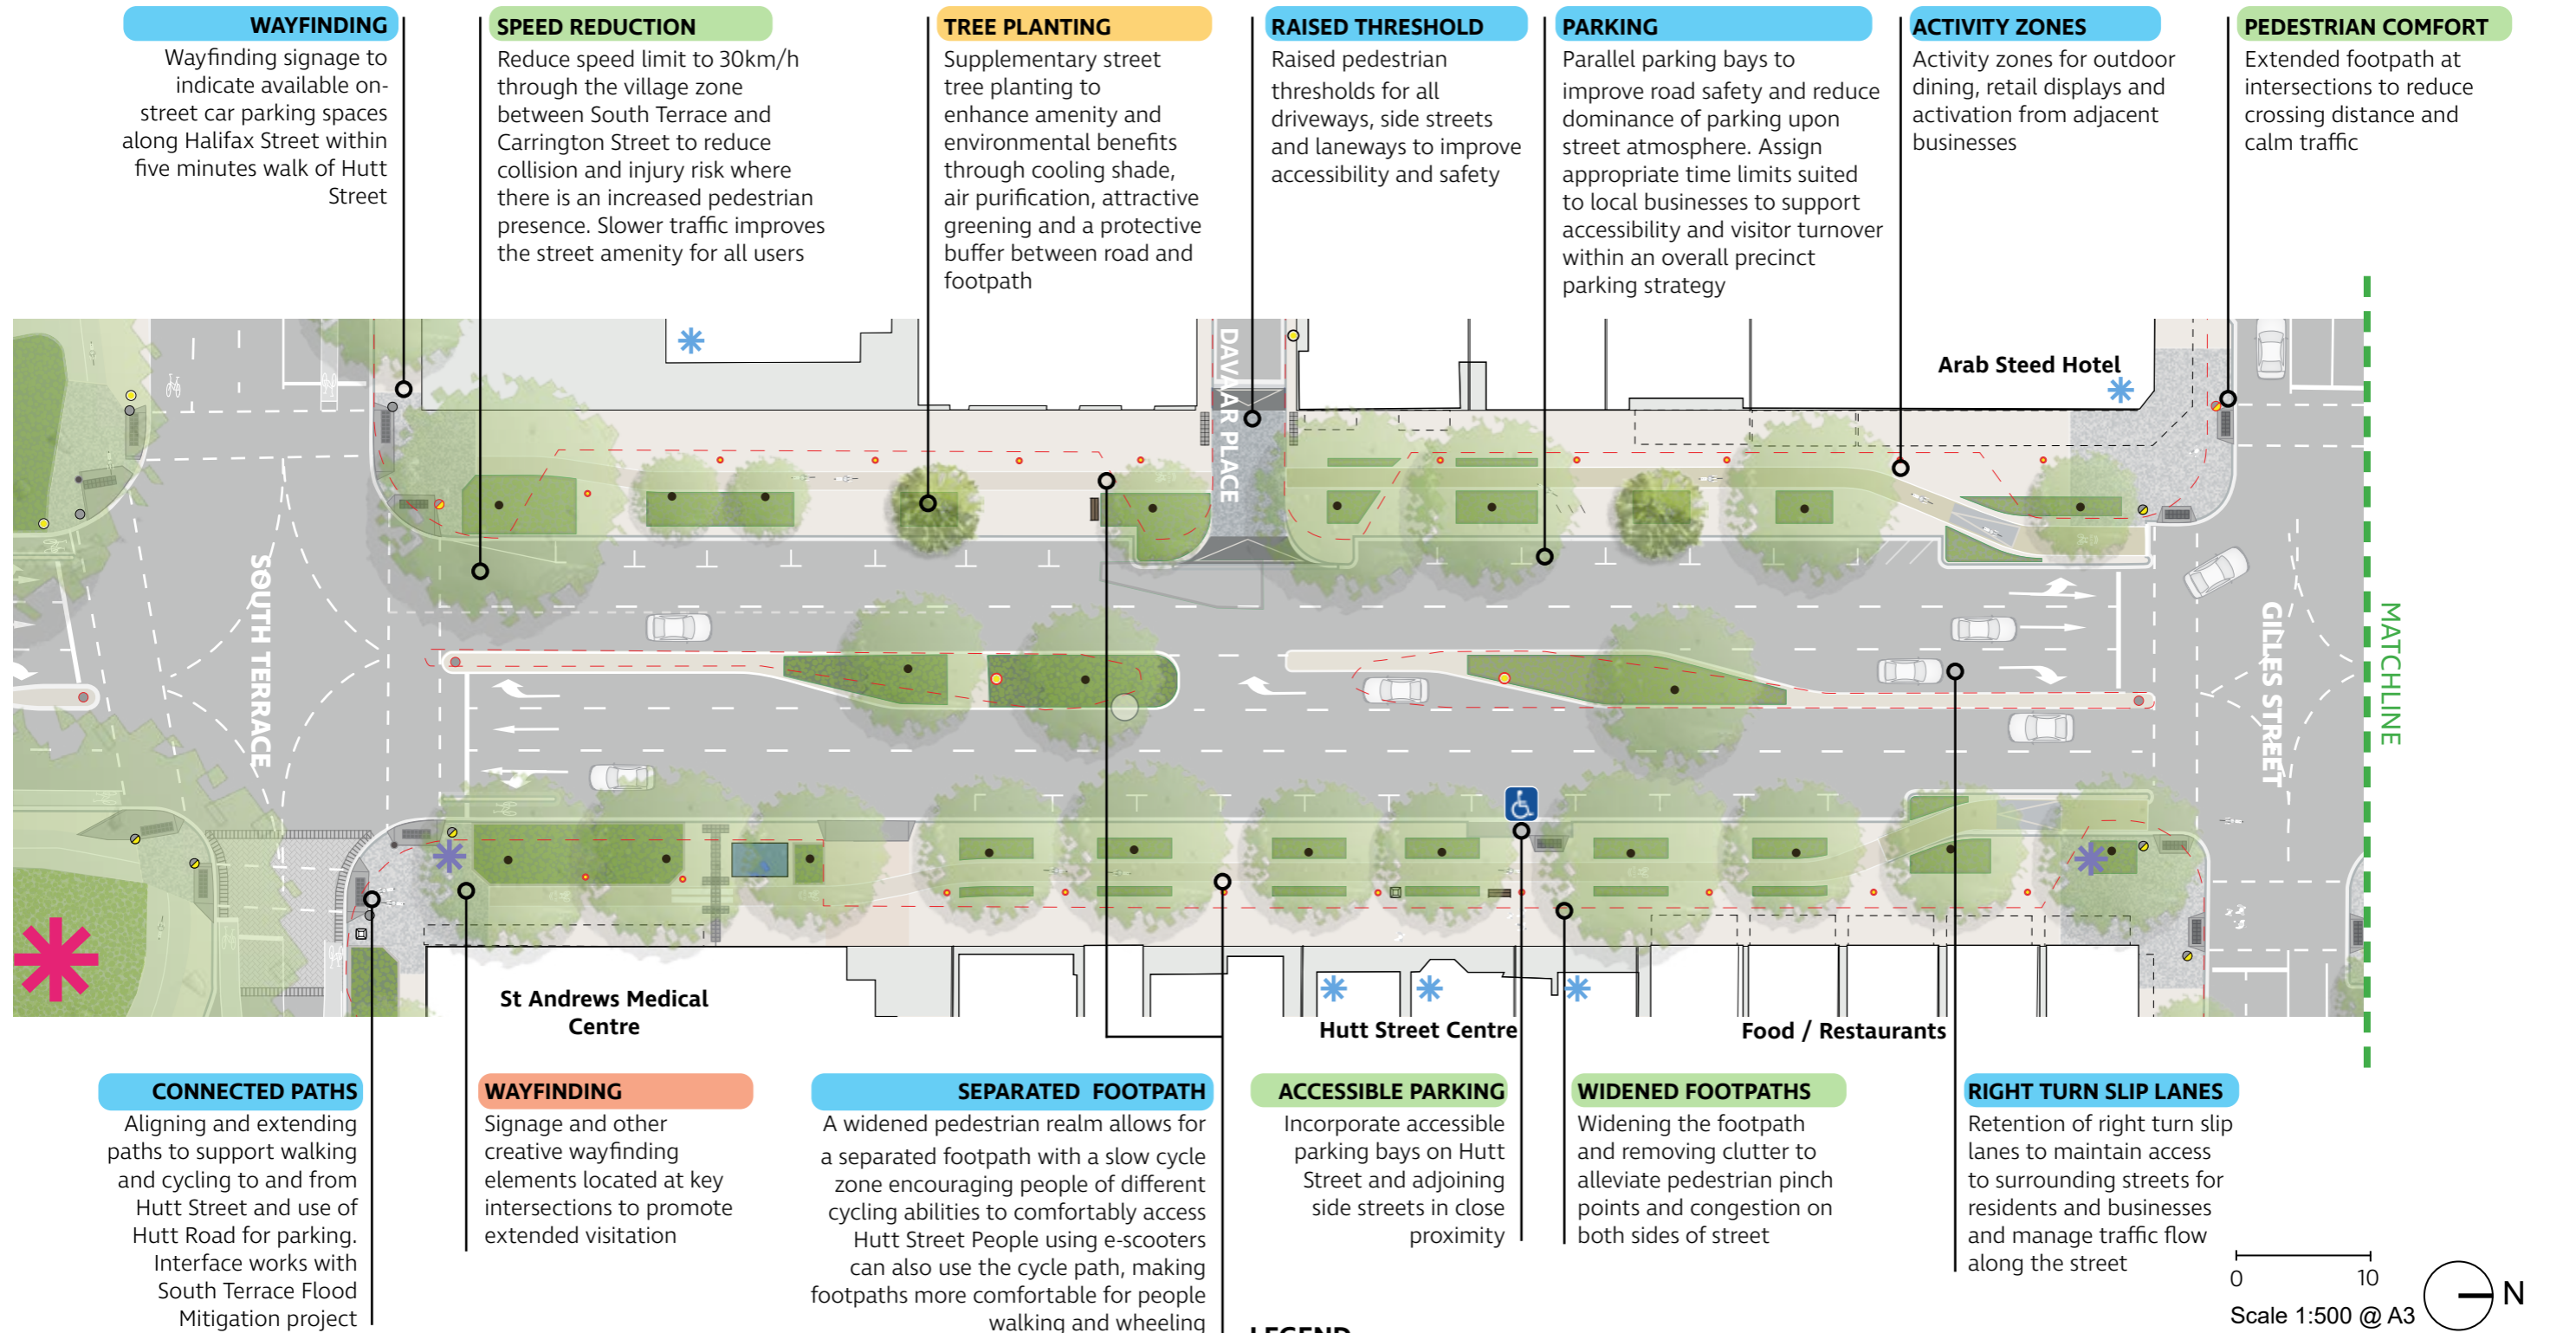 WAYFINDING
Wayfinding signage to
indicate available on-
street car parking spaces
along Halifax Street within
five minutes walk of Hutt
Street
SPEED REDUCTION
Reduce speed limit to 30km/h
through the village zone
between South Terrace and
Carrington Street to reduce
collision and injury risk where
there is an increased pedestrian
presence. Slower traffic improves
the street amenity for all users
TREE PLANTING
Supplementary street
tree planting to
enhance amenity and
environmental benefits
through cooling shade,
air purification, attractive
greening and a protective
buffer between road and
footpath
RAISED THRESHOLD
Raised pedestrian
thresholds for all
driveways, side streets
and laneways to improve
accessibility and safety
PARKING
Parallel parking bays to
improve road safety and reduce
dominance of parking upon
street atmosphere. Assign
appropriate time limits suited
to local businesses to support
accessibility and visitor turnover
within an overall precinct
parking strategy
ACTIVITY ZONES
Activity zones for outdoor
dining, retail displays and
activation from adjacent
businesses
PEDESTRIAN COMFORT
Extended footpath at
intersections to reduce
crossing distance and
calm traffic
DAVAAR PLACE
Arab Steed Hotel
SOUTH TERRACE
GILLES STREET
MATCHLINE
St Andrews Medical
Centre
Hutt Street Centre
Food / Restaurants
CONNECTED PATHS
Aligning and extending
paths to support walking
and cycling to and from
Hutt Street and use of
Hutt Road for parking.
Interface works with
South Terrace Flood
Mitigation project
WAYFINDING
Signage and other
creative wayfinding
elements located at key
intersections to promote
extended visitation
SEPARATED FOOTPATH
A widened pedestrian realm allows for
a separated footpath with a slow cycle
zone encouraging people of different
cycling abilities to comfortably access
Hutt Street People using e-scooters
can also use the cycle path, making
footpaths more comfortable for people
walking and wheeling
ACCESSIBLE PARKING
Incorporate accessible
parking bays on Hutt
Street and adjoining
side streets in close
proximity
WIDENED FOOTPATHS
Widening the footpath
and removing clutter to
alleviate pedestrian pinch
points and congestion on
both sides of street
RIGHT TURN SLIP LANES
Retention of right turn slip
lanes to maintain access
to surrounding streets for
residents and businesses
and manage traffic flow
along the street
0 10
Scale 1:500 @ A3
N
LEGEND